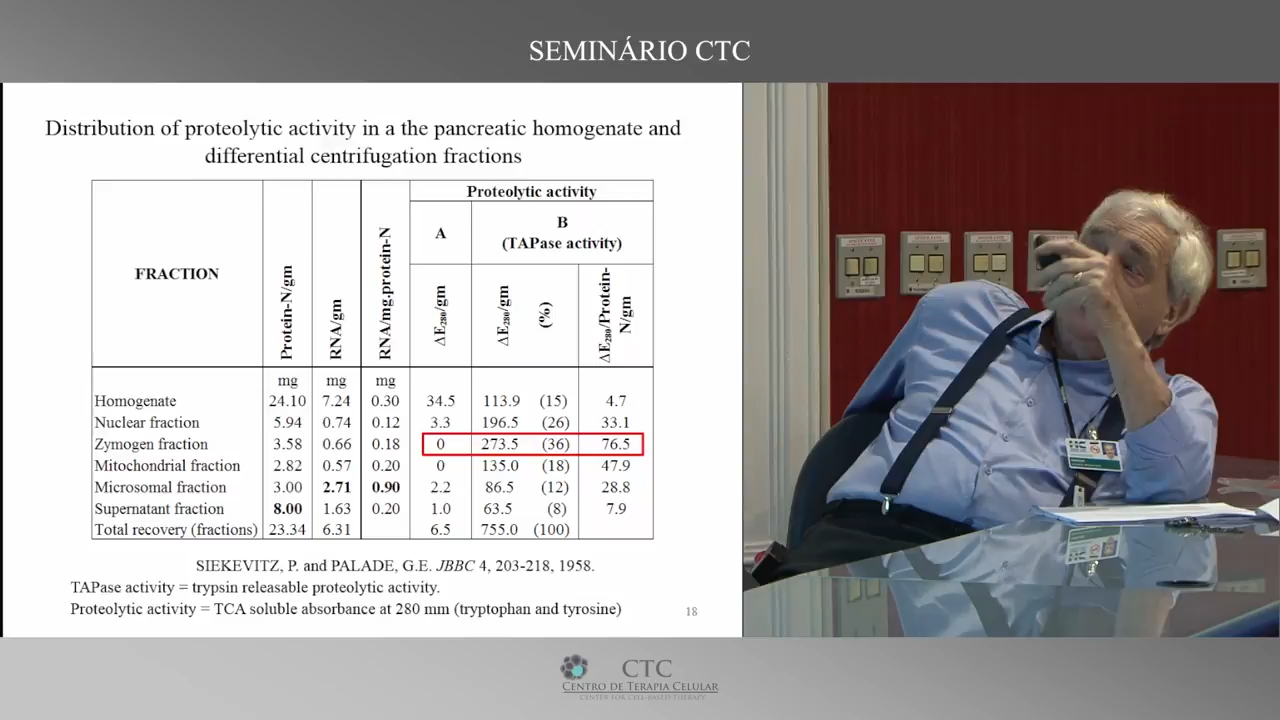 SEMINÁRIO CTC
Distribution of proteolytic activity in a the pancreatic homogenate and
differential centrifugation fractions
FRACTION Protein-N/gm RNA/gm RNA/mg.protein-N Proteolytic activity
A B
(TAPase activity)
ΔE280/gm ΔE280/gm (%) ΔE280/Protein-N/gm
mg mg mg
Homogenate 24.10 7.24 0.30 34.5 113.9 (15) 4.7
Nuclear fraction 5.94 0.74 0.12 3.3 196.5 (26) 33.1
Zymogen fraction 3.58 0.66 0.18 0 273.5 (36) 76.5
Mitochondrial fraction 2.82 0.57 0.20 0 135.0 (18) 47.9
Microsomal fraction 3.00 2.71 0.90 2.2 86.5 (12) 28.8
Supernatant fraction 8.00 1.63 0.20 1.0 63.5 (8) 7.9
Total recovery (fractions) 23.34 6.31 6.5 755.0 (100)
SIEKEVITZ, P. and PALADE, G.E. JBBC 4, 203-218, 1958.
TAPase activity = trypsin releasable proteolytic activity.
Proteolytic activity = TCA soluble absorbance at 280 mm (tryptophan and tyrosine)
18
CTC
CENTRO DE TERAPIA CELULAR
CENTER FOR CELL-BASED THERAPY